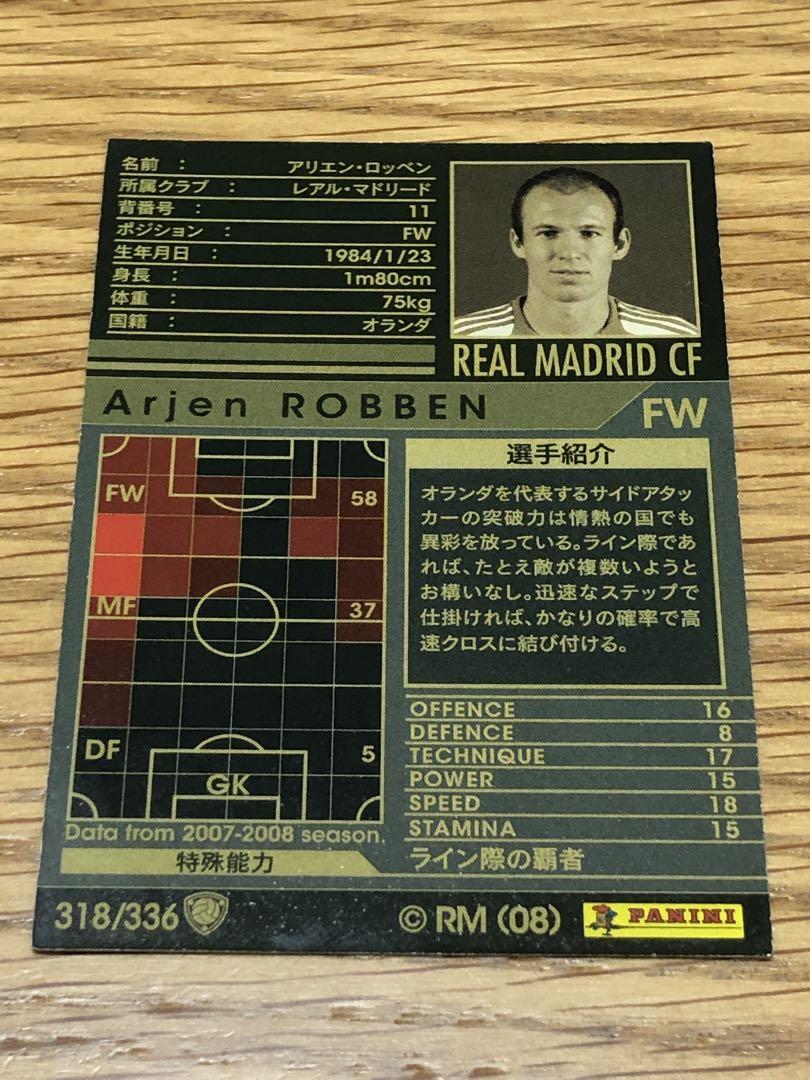 名前 : アリエン・ロッベン
所属クラブ : レアル・マドリード
背番号 : 11
ポジション : FW
生年月日 : 1984/1/23
身長 : 1m80cm
体重 : 75kg
国籍 : オランダ
REAL MADRID CF
Arjen ROBBEN
FW
FW 58
MF 37
DF 5
GK
Data from 2007-2008 season.
選手紹介
オランダを代表するサイドアタッ
カーの突破力は情熱の国でも
異彩を放っている。ライン際であ
れば、たとえ敵が複数いようと
お構いなし。迅速なステップで
仕掛ければ、かなりの確率で高
速クロスに結び付ける。
OFFENCE 16
DEFENCE 8
TECHNIQUE 17
POWER 15
SPEED 18
STAMINA 15
特殊能力 ライン際の覇者
318/336
© RM (08)
PANINI